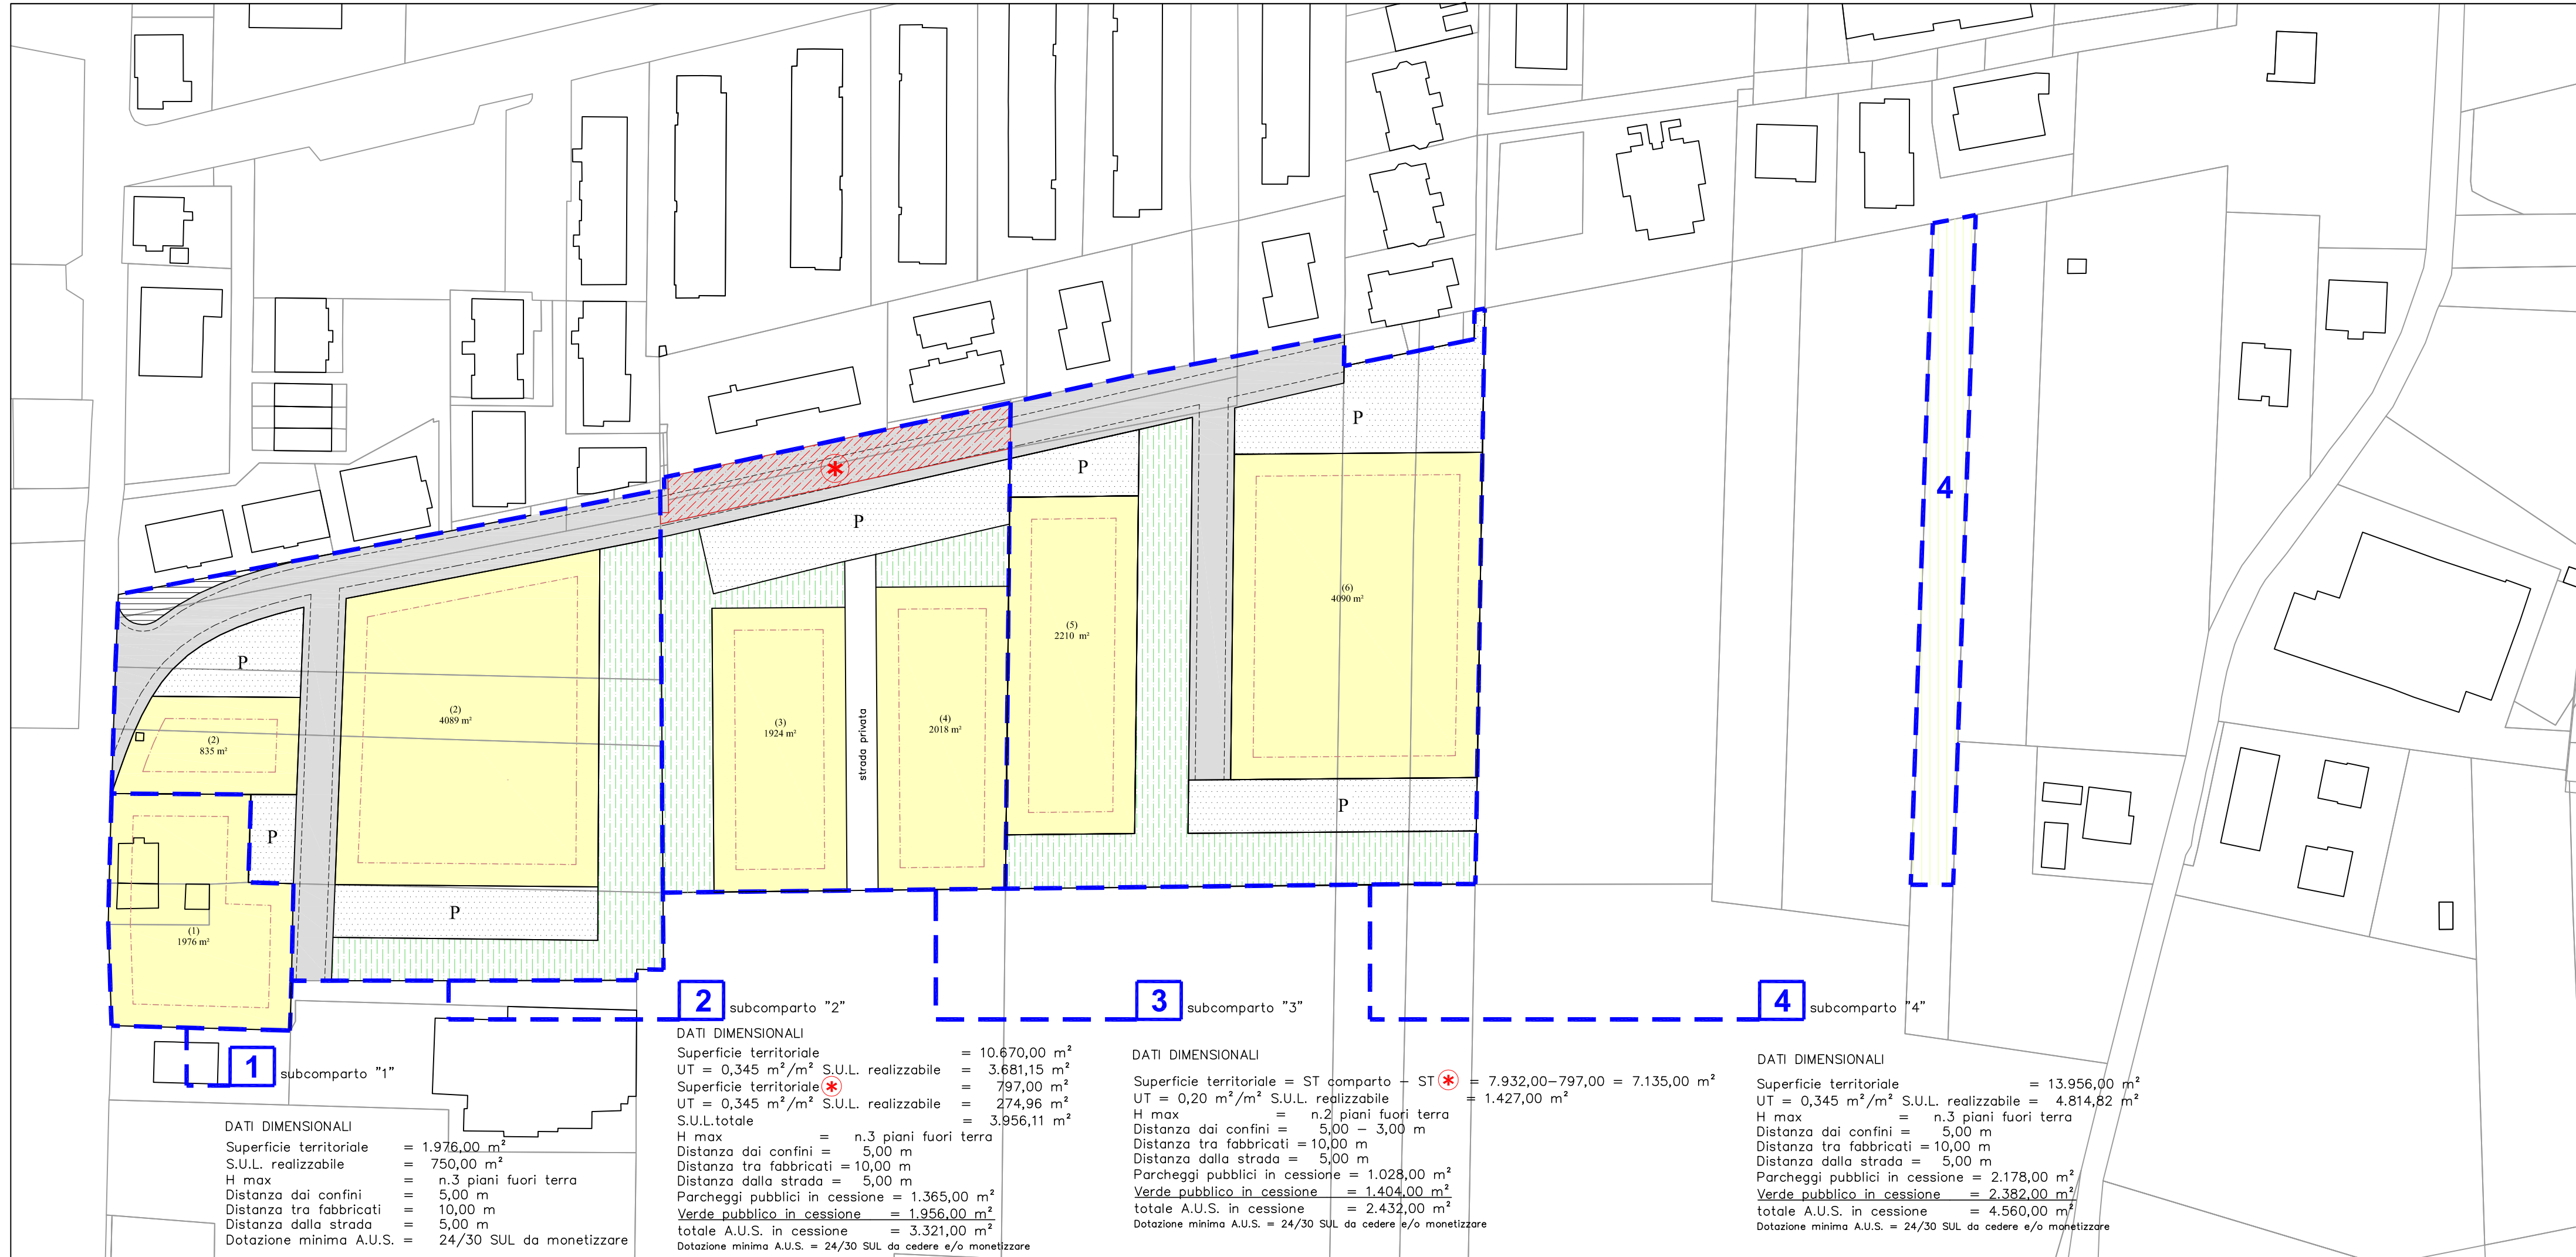 4
P
P
P
(6)
4090 m²
(5)
2210 m²
P
(2)
835 m²
(2)
4089 m²
(3)
1924 m²
strada privata
(4)
2018 m²
P
P
P
(1)
1976 m²
1 subcomparto "1"
DATI DIMENSIONALI
Superficie territoriale = 1.976,00 m²
S.U.L. realizzabile = 750,00 m²
H max = n.3 piani fuori terra
Distanza dai confini = 5,00 m
Distanza tra fabbricati = 10,00 m
Distanza dalla strada = 5,00 m
Dotazione minima A.U.S. = 24/30 SUL da monetizzare
2 subcomparto "2"
DATI DIMENSIONALI
Superficie territoriale = 10.670,00 m²
UT = 0,345 m²/m² S.U.L. realizzabile = 3.681,15 m²
Superficie territoriale * = 797,00 m²
UT = 0,345 m²/m² S.U.L. realizzabile = 274,96 m²
S.U.L.totale = 3.956,11 m²
H max = n.3 piani fuori terra
Distanza dai confini = 5,00 m
Distanza tra fabbricati = 10,00 m
Distanza dalla strada = 5,00 m
Parcheggi pubblici in cessione = 1.365,00 m²
Verde pubblico in cessione = 1.956,00 m²
totale A.U.S. in cessione = 3.321,00 m²
Dotazione minima A.U.S. = 24/30 SUL da cedere e/o monetizzare
3 subcomparto "3"
DATI DIMENSIONALI
Superficie territoriale = ST comparto – ST * = 7.932,00–797,00 = 7.135,00 m²
UT = 0,20 m²/m² S.U.L. realizzabile = 1.427,00 m²
H max = n.2 piani fuori terra
Distanza dai confini = 5,00 – 3,00 m
Distanza tra fabbricati = 10,00 m
Distanza dalla strada = 5,00 m
Parcheggi pubblici in cessione = 1.028,00 m²
Verde pubblico in cessione = 1.404,00 m²
totale A.U.S. in cessione = 2.432,00 m²
Dotazione minima A.U.S. = 24/30 SUL da cedere e/o monetizzare
4 subcomparto "4"
DATI DIMENSIONALI
Superficie territoriale = 13.956,00 m²
UT = 0,345 m²/m² S.U.L. realizzabile = 4.814,82 m²
H max = n.3 piani fuori terra
Distanza dai confini = 5,00 m
Distanza tra fabbricati = 10,00 m
Distanza dalla strada = 5,00 m
Parcheggi pubblici in cessione = 2.178,00 m²
Verde pubblico in cessione = 2.382,00 m²
totale A.U.S. in cessione = 4.560,00 m²
Dotazione minima A.U.S. = 24/30 SUL da cedere e/o monetizzare